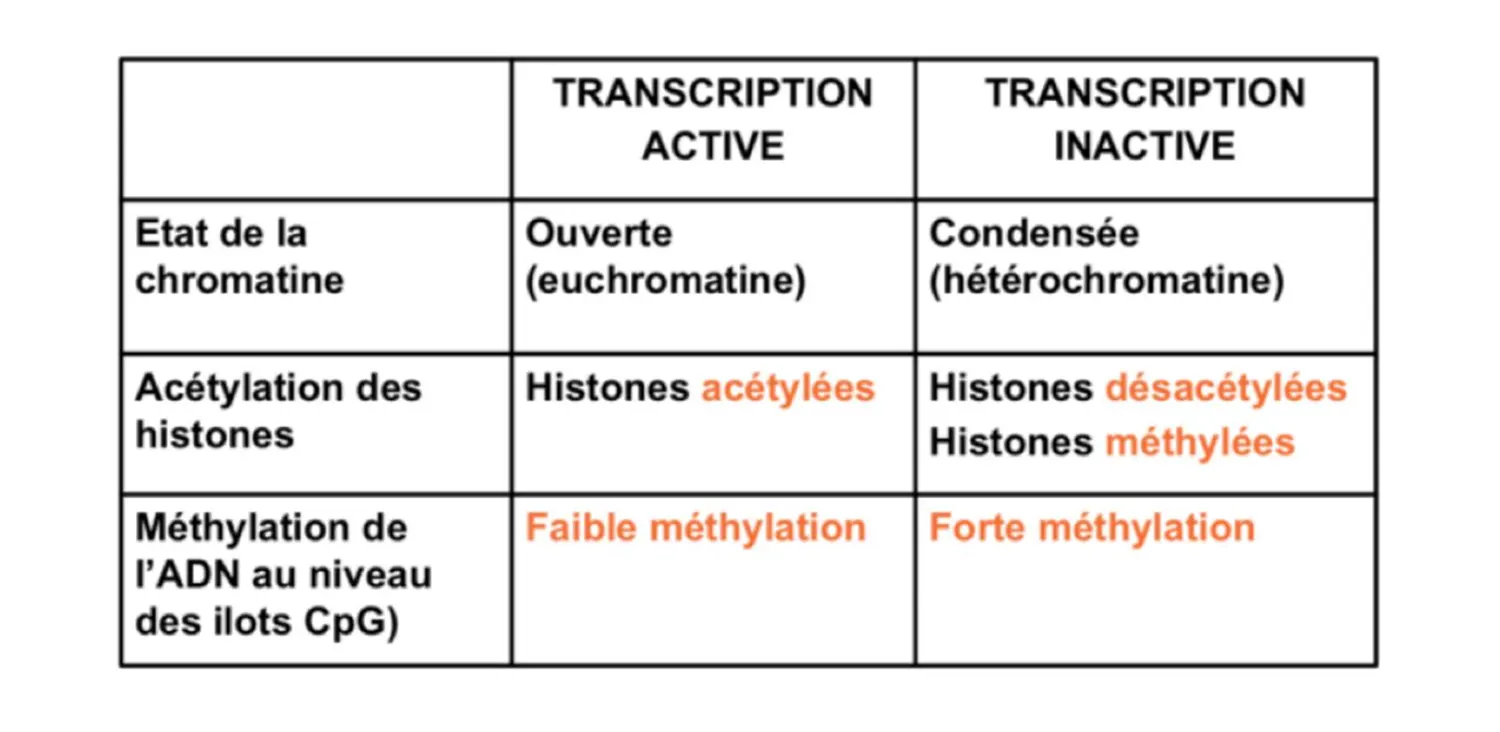 TRANSCRIPTION
ACTIVE
TRANSCRIPTION
INACTIVE
Etat de la
chromatine
Ouverte
(euchromatine)
Condensée
(hétérochromatine)
Acétylation des
histones
Histones acétylées
Histones désacétylées
Histones méthylées
Méthylation de
l’ADN au niveau
des ilots CpG)
Faible méthylation
Forte méthylation